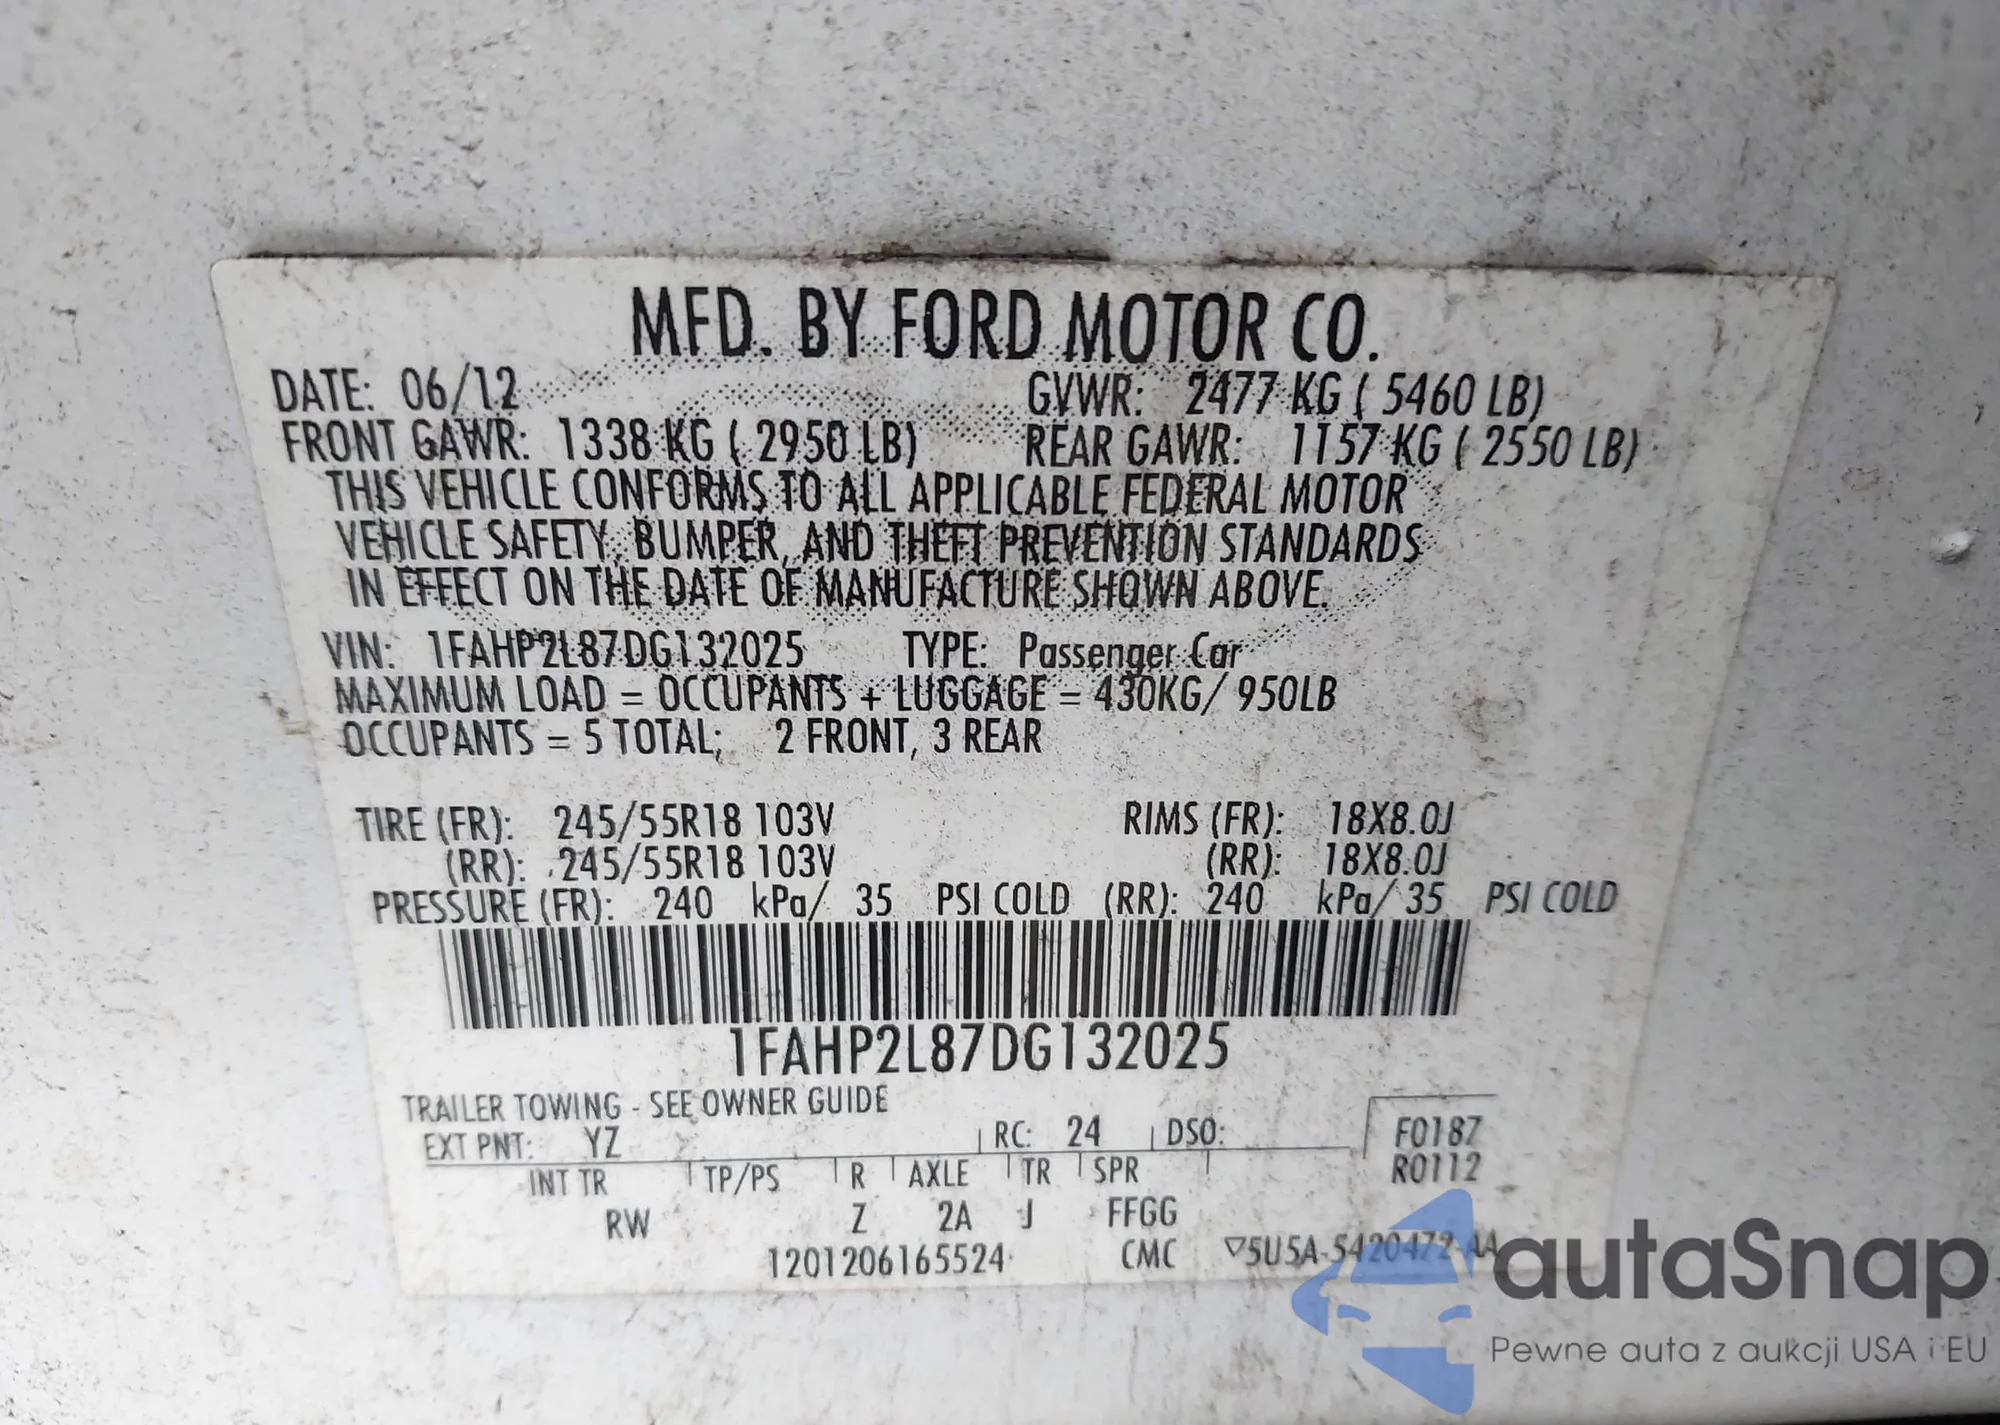 MFD. BY FORD MOTOR CO.
DATE: 06/12 GVWR: 2477 KG ( 5460 LB)
FRONT GAWR: 1338 KG ( 2950 LB) REAR GAWR: 1157 KG ( 2550 LB)
THIS VEHICLE CONFORMS TO ALL APPLICABLE FEDERAL MOTOR
VEHICLE SAFETY, BUMPER, AND THEFT PREVENTION STANDARDS
IN EFFECT ON THE DATE OF MANUFACTURE SHOWN ABOVE.
VIN: 1FAHP2L87DG132025 TYPE: Passenger Car
MAXIMUM LOAD = OCCUPANTS + LUGGAGE = 430KG/ 950LB
OCCUPANTS = 5 TOTAL; 2 FRONT, 3 REAR
TIRE (FR): 245/55R18 103V RIMS (FR): 18X8.0J
(RR): 245/55R18 103V (RR): 18X8.0J
PRESSURE (FR): 240 kPa/ 35 PSI COLD (RR): 240 kPa/ 35 PSI COLD
1FAHP2L87DG132025
TRAILER TOWING - SEE OWNER GUIDE
EXT PNT: YZ RC: 24 DSO: F0187
INT TR TP/PS R AXLE TR SPR R0112
RW Z 2A J FFGG
1201206165524 CMC ▽5U5A-5420472-AA
autoSnap
Pewne auta z aukcji USA i EU